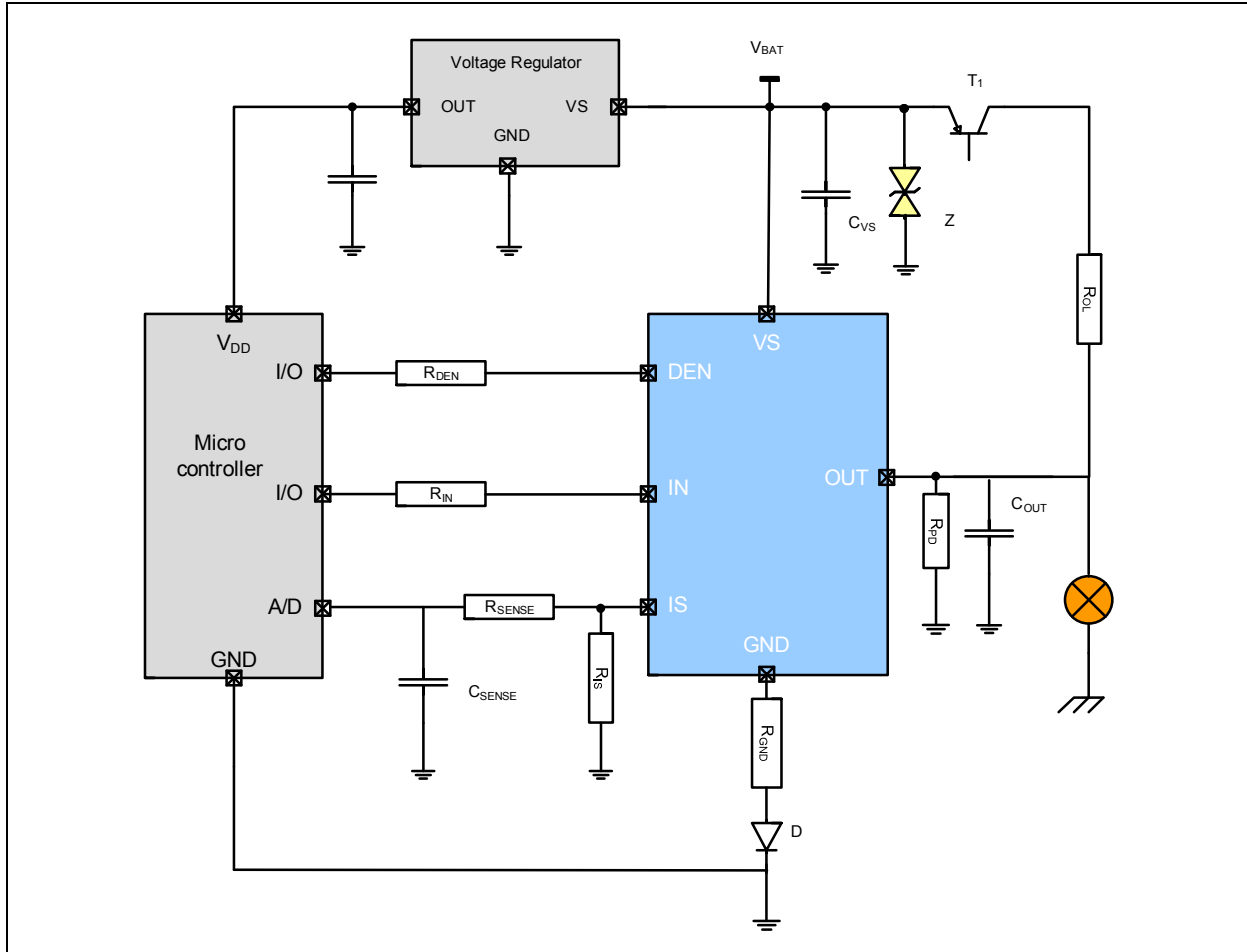 Voltage Regulator
OUT
VS
GND
VBAT
T1
CVS
Z
ROL
VDD
I/O
RDEN
DEN
VS
Micro
controller
I/O
RIN
IN
OUT
RPD
COUT
A/D
RSENSE
IS
GND
CSENSE
RIS
GND
RGND
D